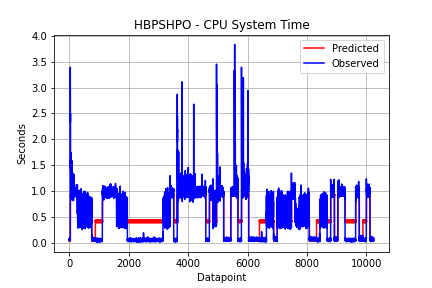 HBPSHPO - CPU System Time
4.0
3.5
3.0
2.5
2.0
1.5
1.0
0.5
0.0
Seconds
Predicted
Observed
0 2000 4000 6000 8000 10000
Datapoint